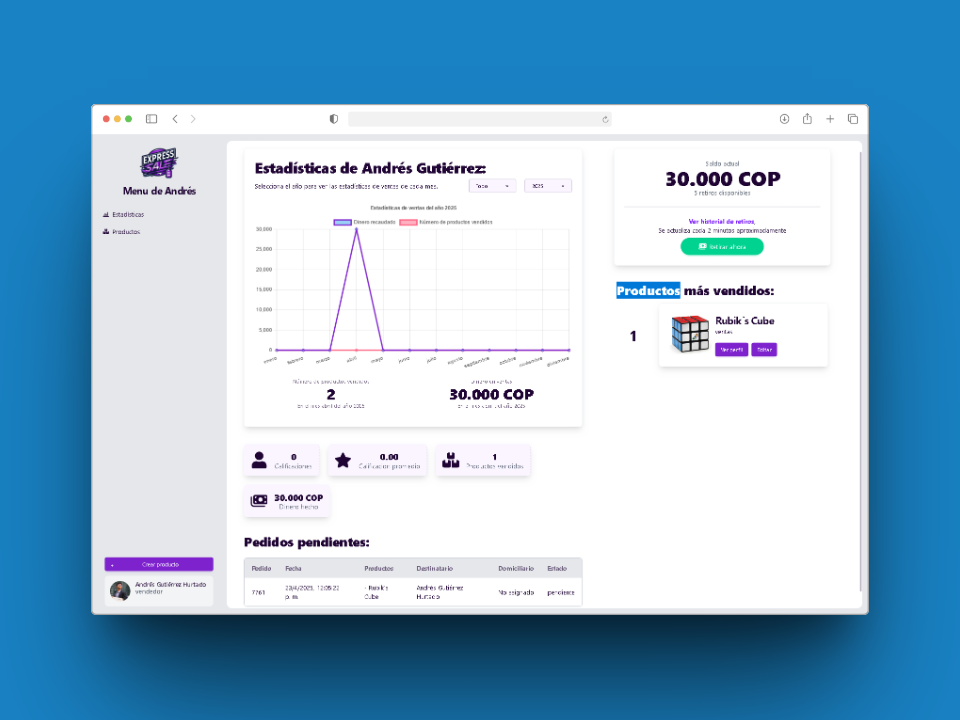 EXPRESS
SALE
Menu de Andrés
Estadísticas
Productos
Crear producto
Andrés Gutiérrez Hurtado
vendedor
Estadísticas de Andrés Gutiérrez:
Selecciona el año para ver las estadísticas de ventas de cada mes.
Todo
2025
Estadísticas de ventas del año 2025
Dinero recaudado
Número de productos vendidos
30.000
25.000
20.000
15.000
10.000
5.000
0
enero
febrero
marzo
abril
mayo
junio
julio
agosto
septiembre
octubre
noviembre
diciembre
Número de productos vendidos
2
en el mes abril del año 2025
30.000 COP
en el mes abril del año 2025
0
Calificaciones
0.00
Calificacion promedio
1
Productos vendidos
30.000 COP
Dinero hecho
Pedidos pendientes:
Pedido Fecha Productos Destinatario Domiciliario Estado
7761 23/4/2025, 12:05:22 p. m. - Rubik's Cube Andrés Gutiérrez Hurtado No asignado pendiente
Saldo actual
30.000 COP
3 retiros disponibles
Ver historial de retiros,
Se actualiza cada 2 minutos aproximadamente
Retirar ahora
Productos más vendidos:
1
Rubik´s Cube
ventas
Ver perfil
Editar